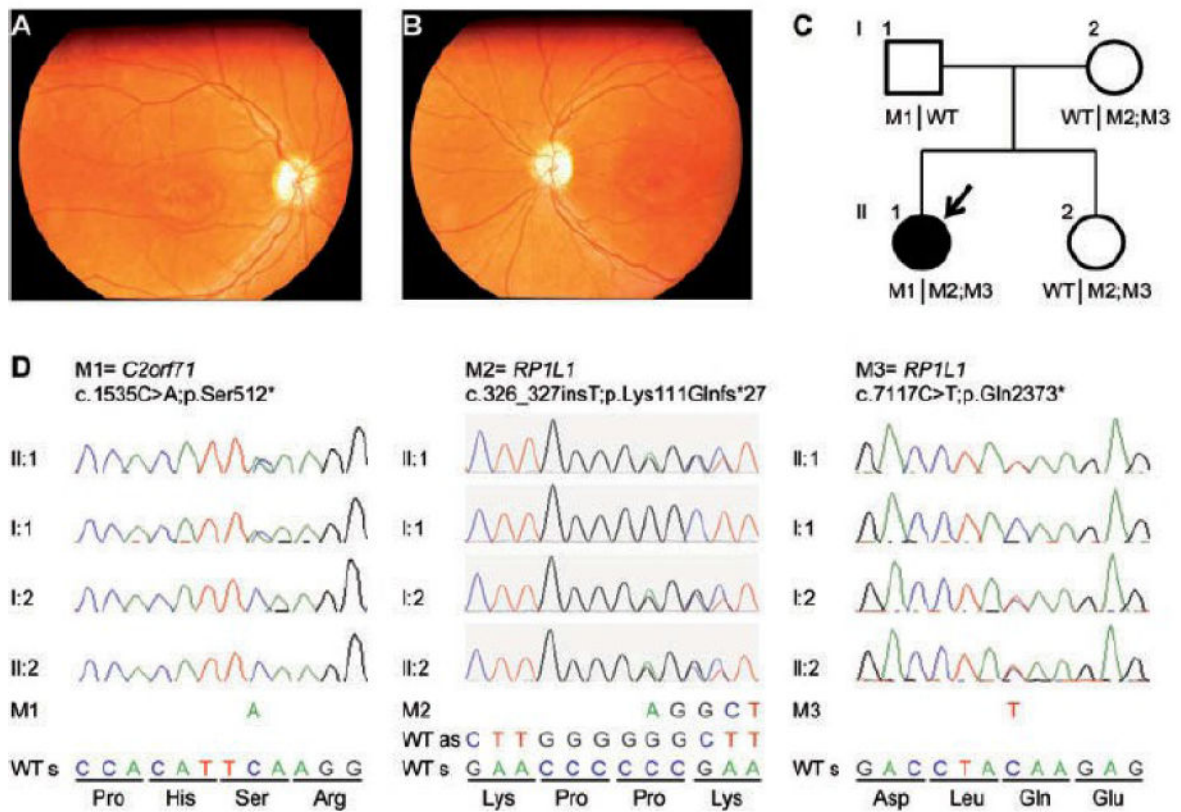 A
B
C
I
1
2
M1|WT
WT|M2;M3
II
1
2
M1|M2;M3
WT|M2;M3
D
M1= C2orf71
c.1535C>A;p.Ser512*
II:1
I:1
I:2
II:2
M1
A
WT s
C C A C A T T C A A G G
Pro His Ser Arg
M2= RP1L1
c.326_327insT;p.Lys111Glnfs*27
II:1
I:1
I:2
II:2
M2
A G G C T
WT as
C T T G G G G G G C T T
WT s
G A A C C C C C C G A A
Lys Pro Pro Lys
M3= RP1L1
c.7117C>T;p.Gln2373*
II:1
I:1
I:2
II:2
M3
T
WT s
G A C C T A C A A G A G
Asp Leu Gln Glu